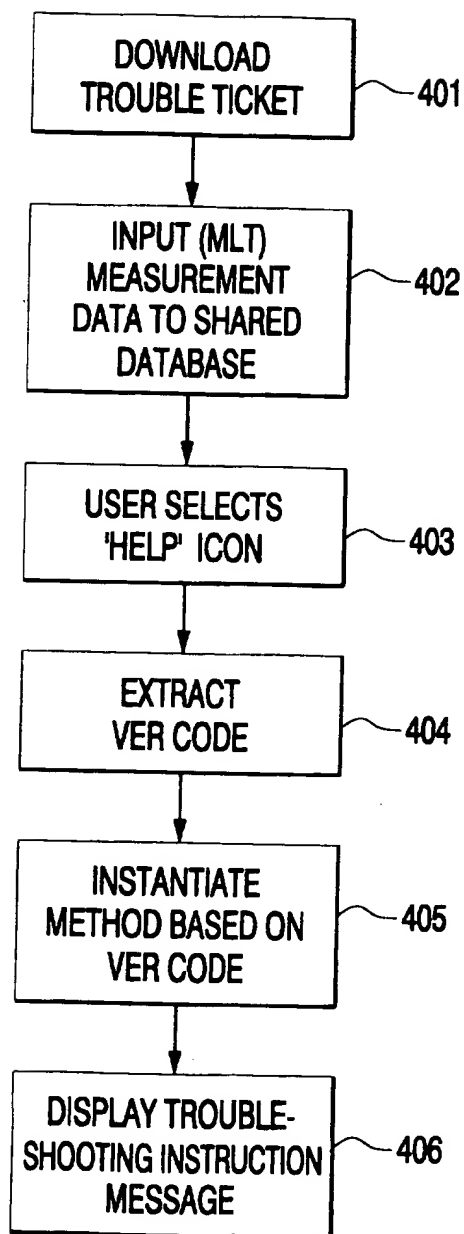 DOWNLOAD
TROUBLE TICKET
401
INPUT (MLT)
MEASUREMENT
DATA TO SHARED
DATABASE
402
USER SELECTS
'HELP' ICON
403
EXTRACT
VER CODE
404
INSTANTIATE
METHOD BASED ON
VER CODE
405
DISPLAY TROUBLE-
SHOOTING INSTRUCTION
MESSAGE
406